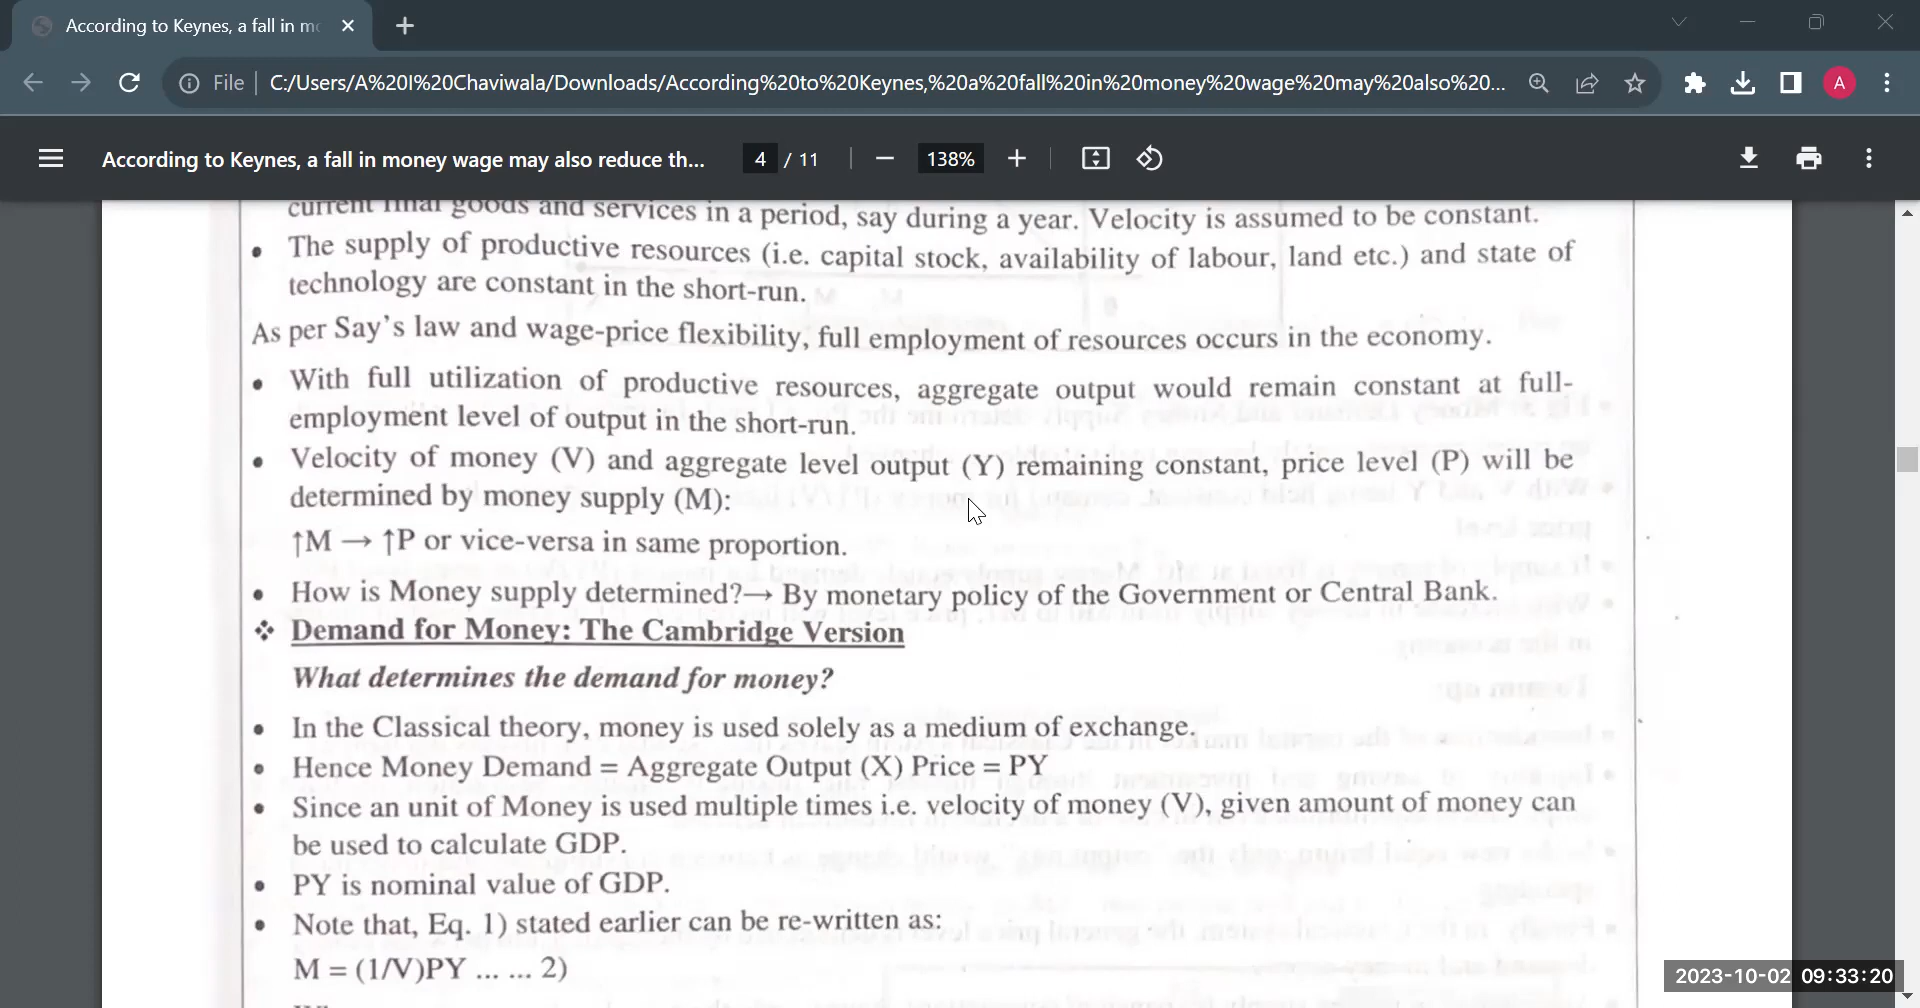 According to Keynes, a fall in mo
File
C:/Users/A%20I%20Chaviwala/Downloads/According%20to%20Keynes,%20a%20fall%20in%20money%20wage%20may%20also%20...
A
According to Keynes, a fall in money wage may also reduce th...
4 / 11
138%
current final goods and services in a period, say during a year. Velocity is assumed to be constant.
• The supply of productive resources (i.e. capital stock, availability of labour, land etc.) and state of
technology are constant in the short-run.
As per Say's law and wage-price flexibility, full employment of resources occurs in the economy.
• With full utilization of productive resources, aggregate output would remain constant at full-
employment level of output in the short-run.
• Velocity of money (V) and aggregate level output (Y) remaining constant, price level (P) will be
determined by money supply (M):
↑M → ↑P or vice-versa in same proportion.
• How is Money supply determined?→ By monetary policy of the Government or Central Bank.
❖ Demand for Money: The Cambridge Version
What determines the demand for money?
• In the Classical theory, money is used solely as a medium of exchange.
• Hence Money Demand = Aggregate Output (X) Price = PY
• Since an unit of Money is used multiple times i.e. velocity of money (V), given amount of money can
be used to calculate GDP.
• PY is nominal value of GDP.
• Note that, Eq. 1) stated earlier can be re-written as:
M = (1/V)PY ... ... 2)
2023-10-02 09:33:20